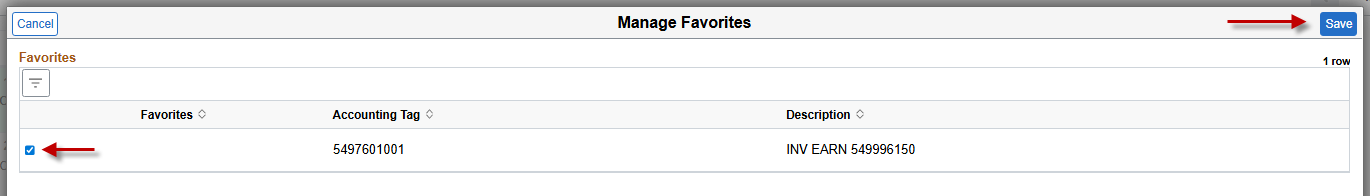 Cancel
Manage Favorites
Save
Favorites
1 row
Favorites
Accounting Tag
Description
5497601001
INV EARN 549996150